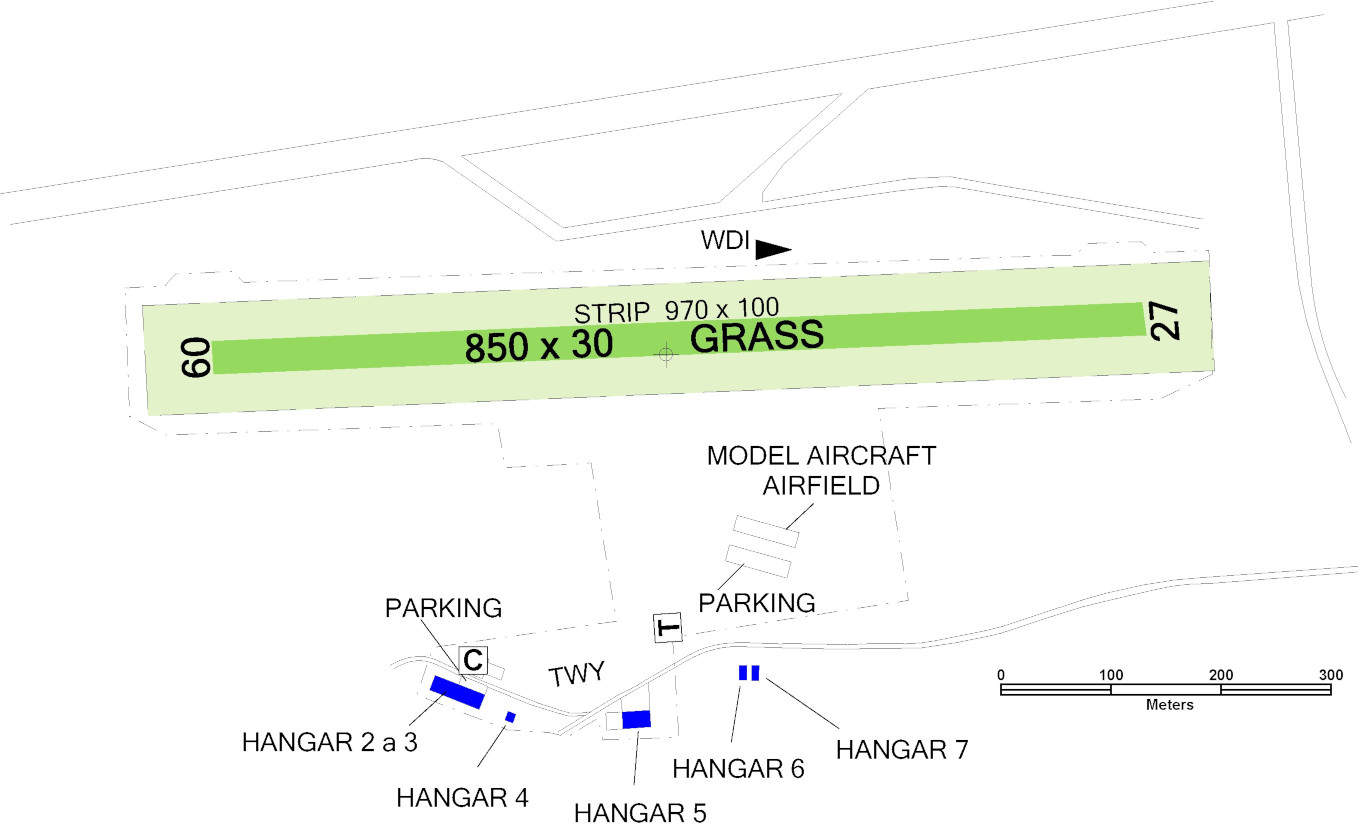 WDI
STRIP 970 x 100
09
850 x 30 GRASS
27
MODEL AIRCRAFT
AIRFIELD
PARKING
PARKING
T
C
TWY
0 100 200 300
Meters
HANGAR 2 a 3
HANGAR 7
HANGAR 6
HANGAR 4
HANGAR 5